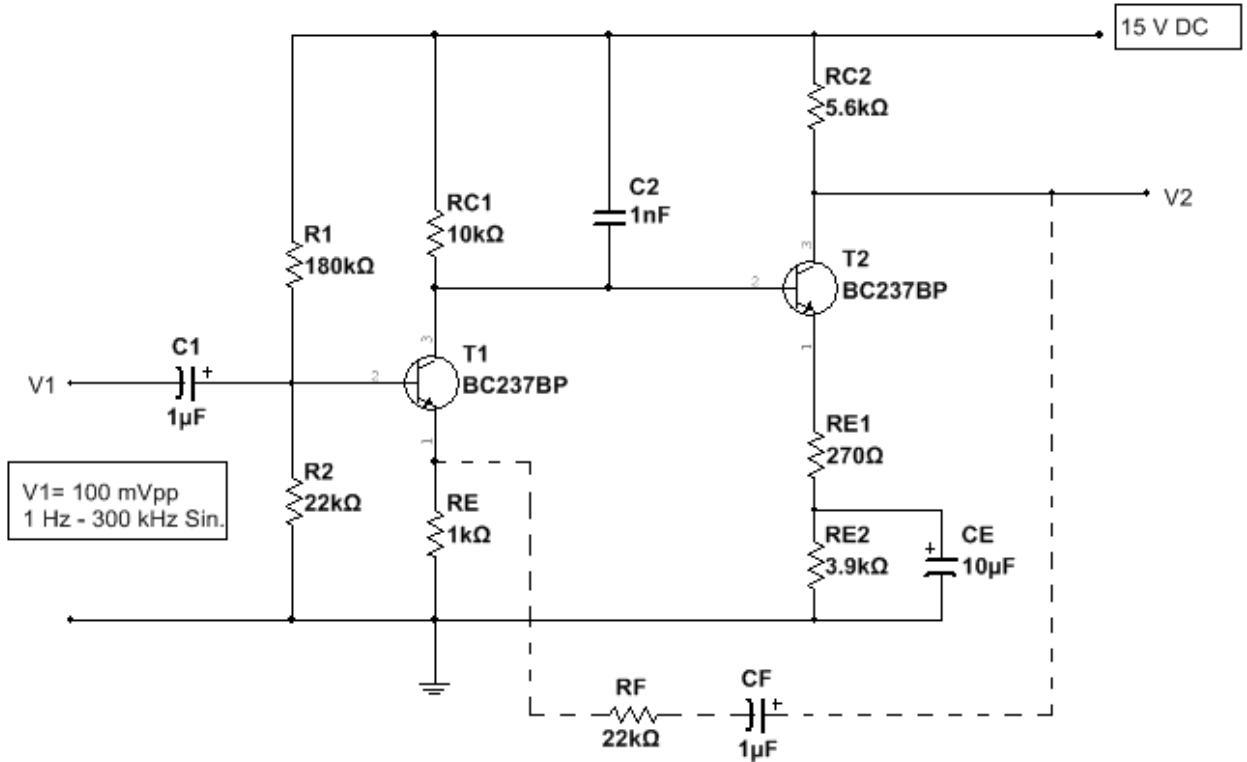 15 V DC
RC2
5.6kΩ
C2
1nF
RC1
10kΩ
V2
R1
180kΩ
3
T2
BC237BP
2
1
C1
1µF
+
V1
3
T1
BC237BP
2
1
RE1
270Ω
R2
22kΩ
V1= 100 mVpp
1 Hz - 300 kHz Sin.
RE
1kΩ
RE2
3.9kΩ
+
CE
10µF
RF
22kΩ
CF
+
1µF